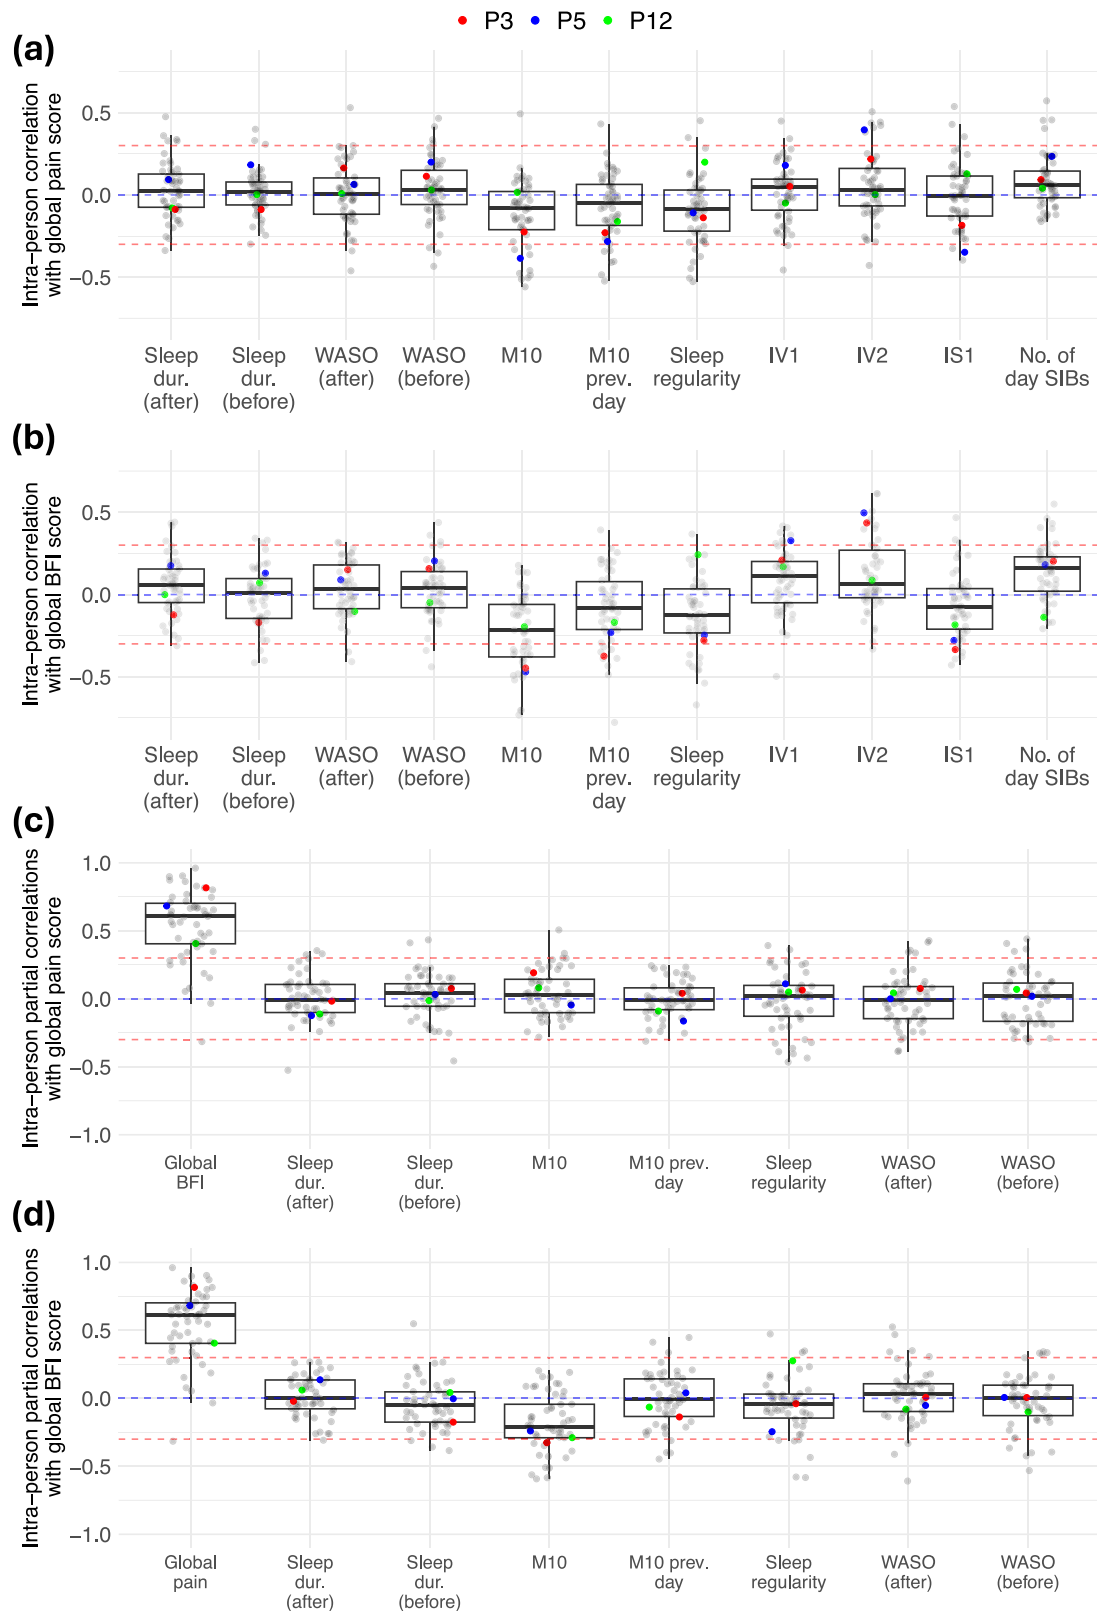 P3 P5 P12
(a)
Intra−person correlation
with global pain score
0.5
0.0
−0.5
Sleep dur. (after)
Sleep dur. (before)
WASO (after)
WASO (before)
M10
M10 prev. day
Sleep regularity
IV1
IV2
IS1
No. of day SIBs
(b)
Intra−person correlation
with global BFI score
0.5
0.0
−0.5
Sleep dur. (after)
Sleep dur. (before)
WASO (after)
WASO (before)
M10
M10 prev. day
Sleep regularity
IV1
IV2
IS1
No. of day SIBs
(c)
Intra−person partial correlations
with global pain score
1.0
0.5
0.0
−0.5
−1.0
Global BFI
Sleep dur. (after)
Sleep dur. (before)
M10
M10 prev. day
Sleep regularity
WASO (after)
WASO (before)
(d)
Intra−person partial correlations
with global BFI score
1.0
0.5
0.0
−0.5
−1.0
Global pain
Sleep dur. (after)
Sleep dur. (before)
M10
M10 prev. day
Sleep regularity
WASO (after)
WASO (before)